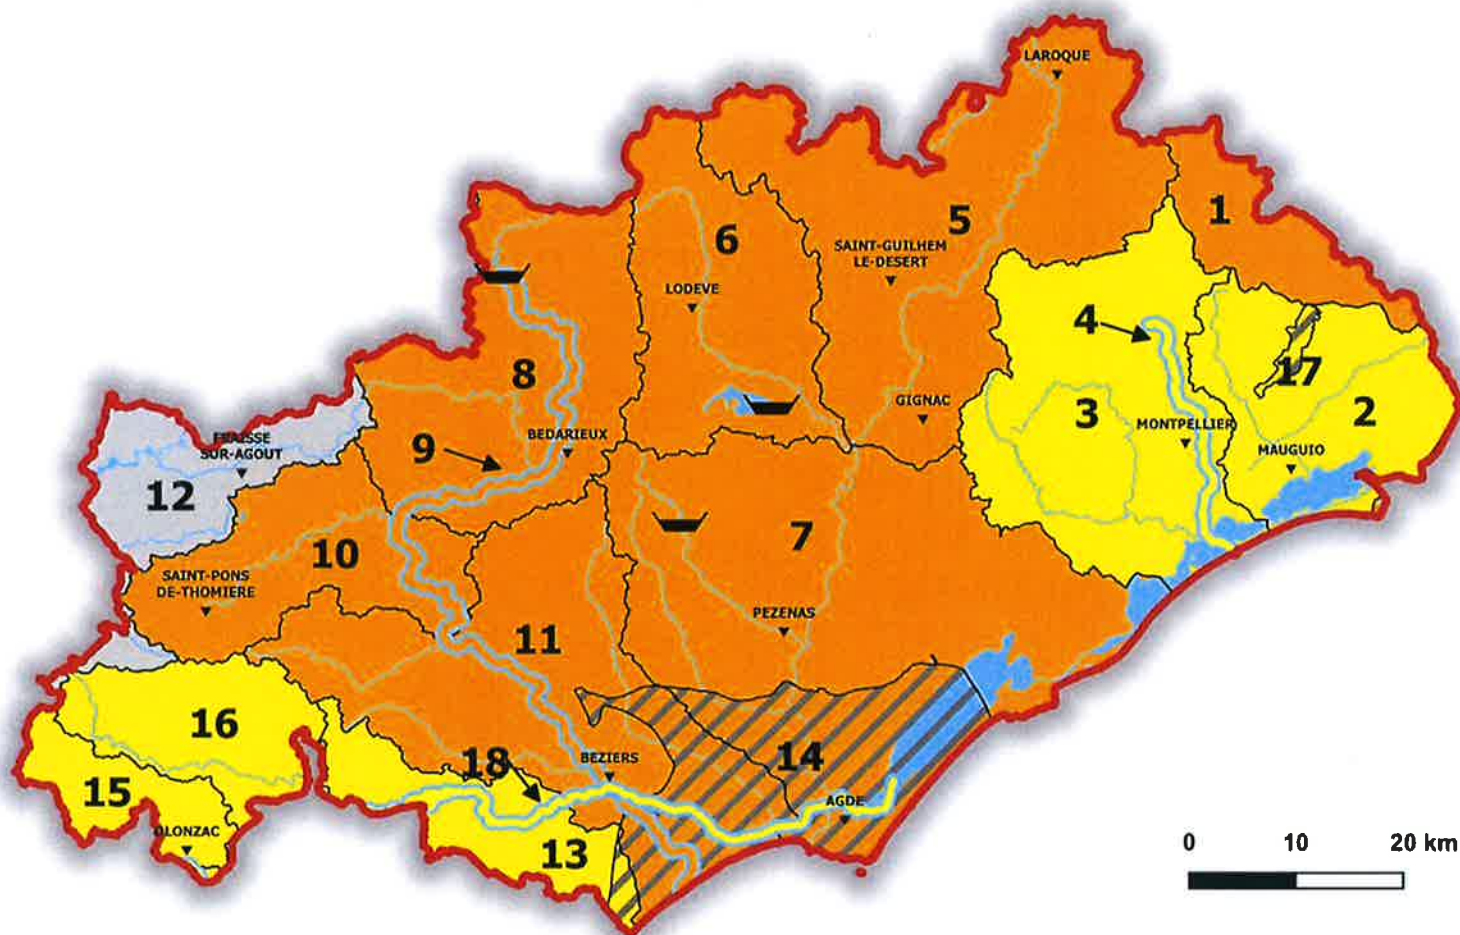 LAROQUE
1
5
6
SAINT-GUILHEM
LE-DESERT
LODEVE
4
17
8
GIGNAC
3
2
MONTPELLIER
BEDARIEUX
9
FRAISSE
SUR-AGOUT
MAUGUIO
12
7
10
SAINT-PONS
DE-THOMIERE
PEZENAS
11
16
14
BEZIERS
18
15
AGDE
OLONZAC
13
0 10 20 km